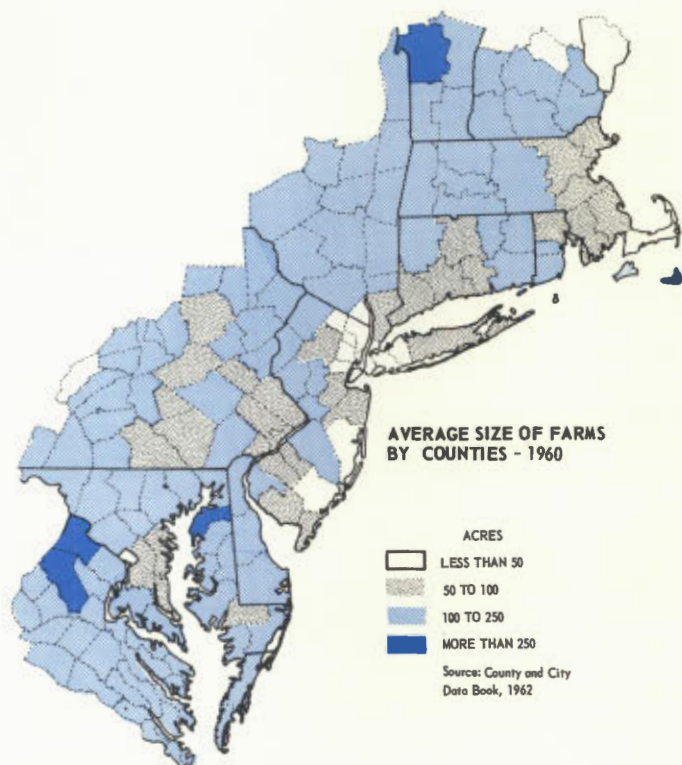 AVERAGE SIZE OF FARMS
BY COUNTIES - 1960
ACRES
LESS THAN 50
50 TO 100
100 TO 250
MORE THAN 250
Source: County and City
Data Book, 1962